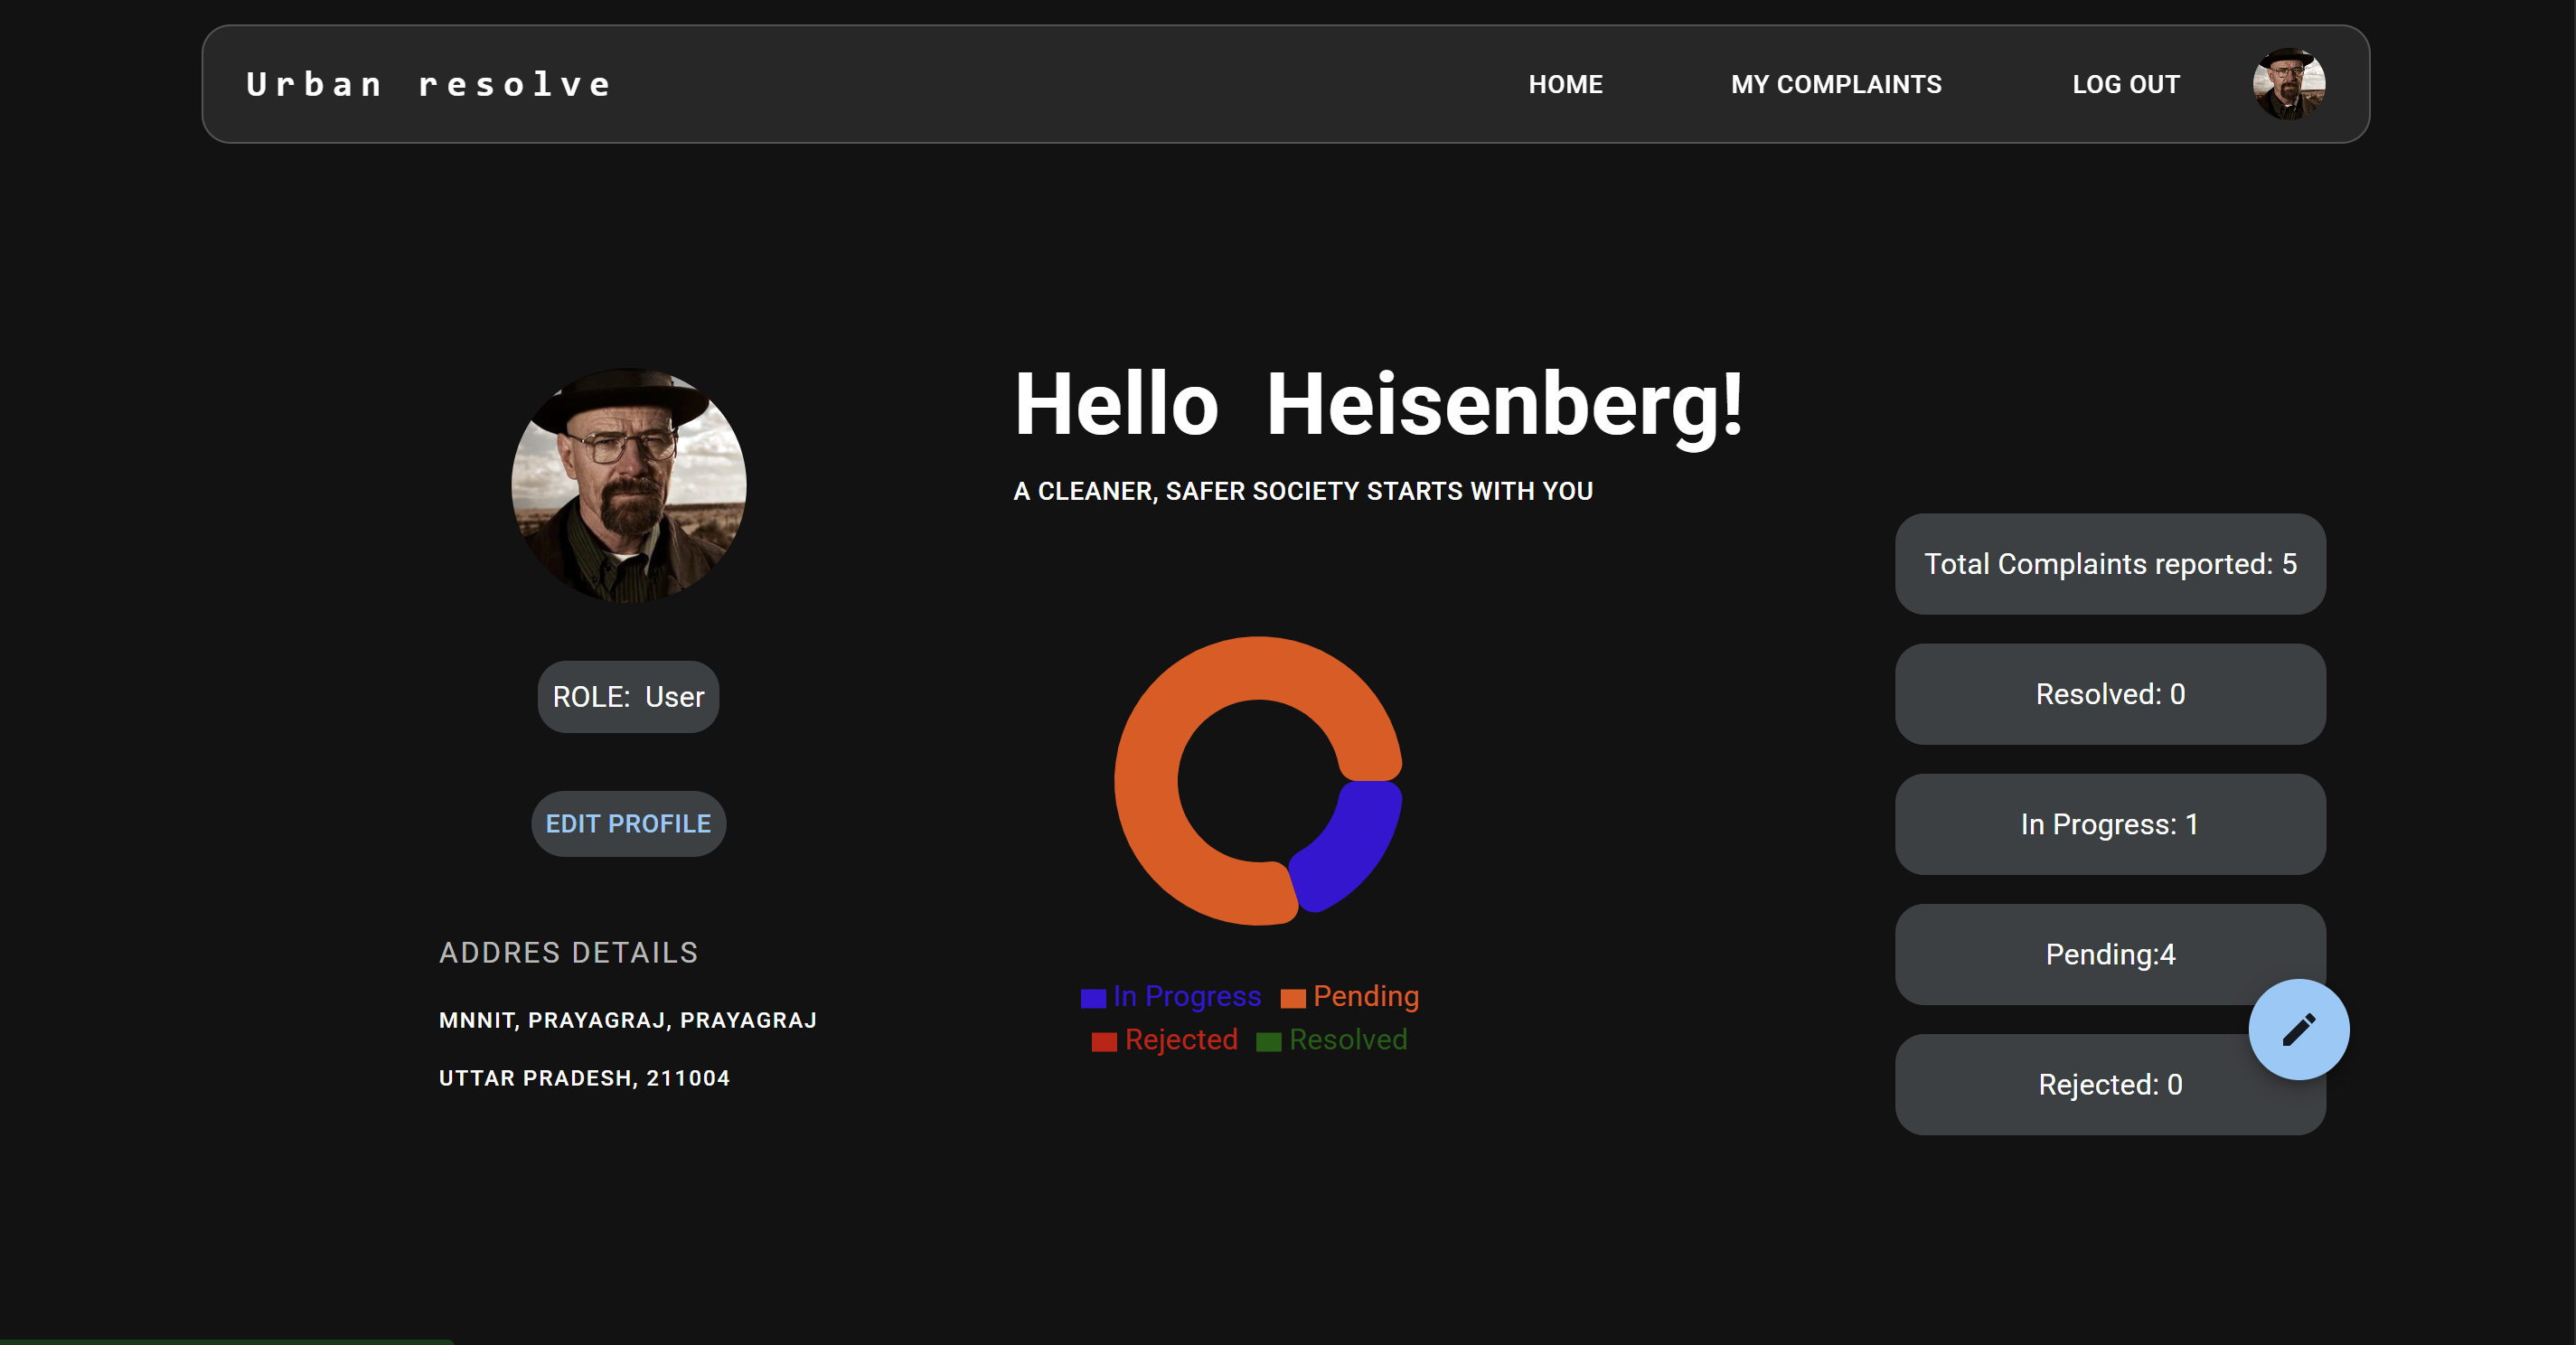 Urban resolve
HOME
MY COMPLAINTS
LOG OUT
Hello Heisenberg!
A CLEANER, SAFER SOCIETY STARTS WITH YOU
ROLE: User
EDIT PROFILE
ADDRES DETAILS
MNNIT, PRAYAGRAJ, PRAYAGRAJ
UTTAR PRADESH, 211004
In Progress
Pending
Rejected
Resolved
Total Complaints reported: 5
Resolved: 0
In Progress: 1
Pending:4
Rejected: 0